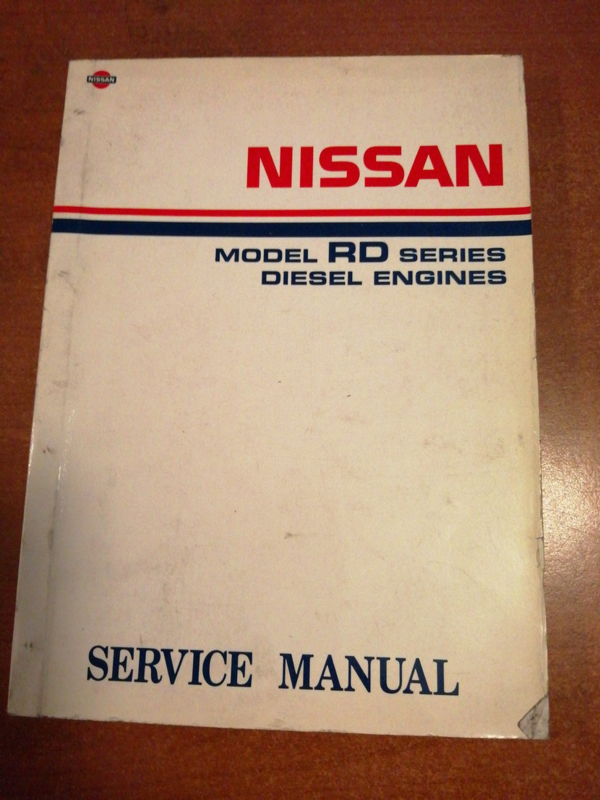 NISSAN
NISSAN
MODEL RD SERIES
DIESEL ENGINES
SERVICE MANUAL